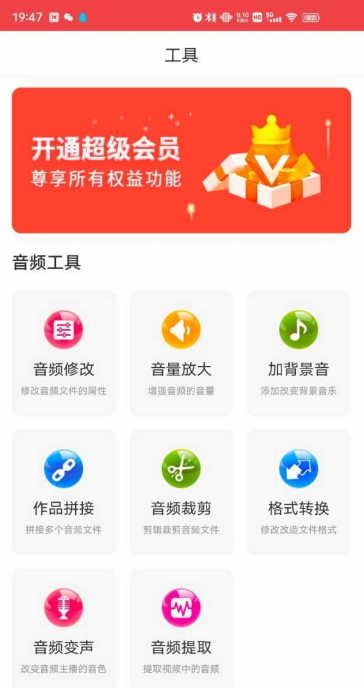 19:47
0.10
KB/s
HD
5G
工具
开通超级会员
尊享所有权益功能
音频工具
音频修改
音量放大
加背景音
修改音频文件的属性
增强音频的音量
添加改变背景音乐
作品拼接
音频裁剪
格式转换
拼接多个音频文件
剪辑裁剪音频文件
修改改造文件格式
音频变声
音频提取
改变音频主播的音色
提取视频中的音频